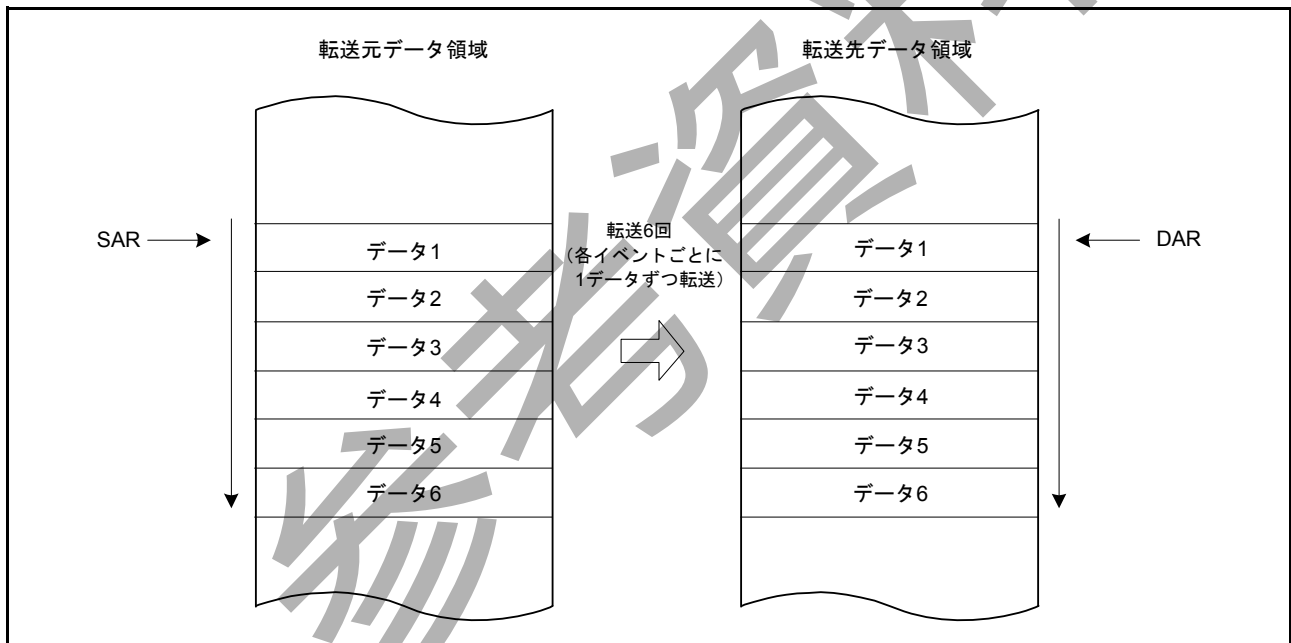 転送元データ領域
転送先データ領域
SAR
DAR
転送6回
（各イベントごとに
1データずつ転送）
データ1
データ2
データ3
データ4
データ5
データ6
データ1
データ2
データ3
データ4
データ5
データ6
参考資料